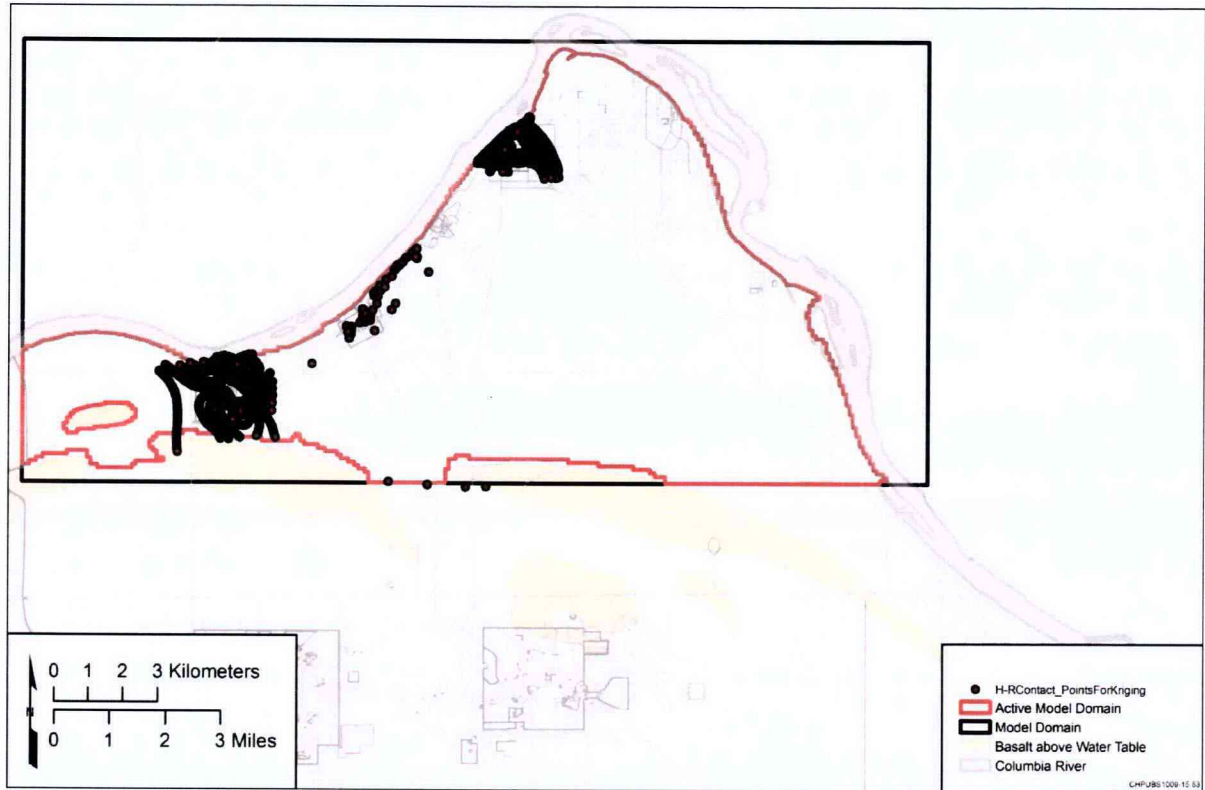 0 1 2 3 Kilometers
N
0 1 2 3 Miles
H-RContact_PointsForKriging
Active Model Domain
Model Domain
Basalt above Water Table
Columbia River
CHPUBS1009-15.53